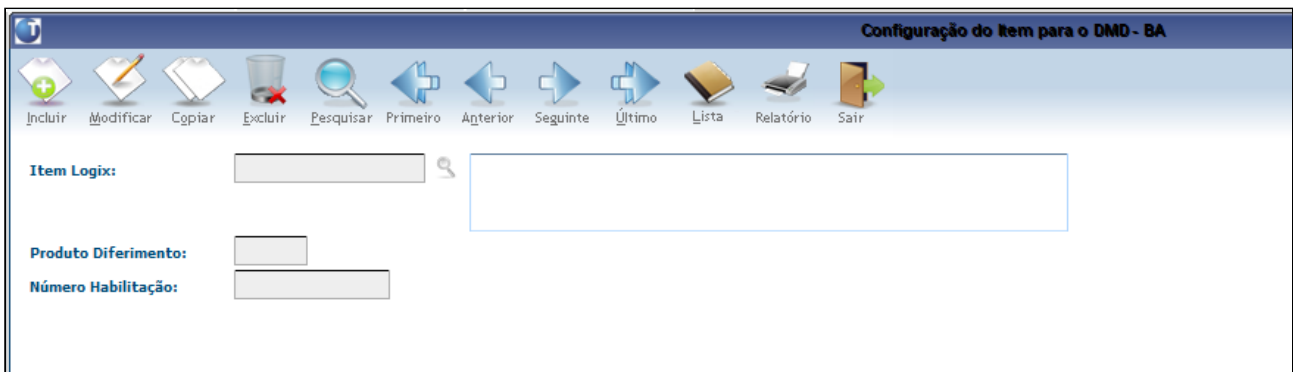 Configuração do Item para o DMD - BA
Incluir Modificar Copiar Excluir Pesquisar Primeiro Anterior Seguinte Último Lista Relatório Sair
Item Logix:
Produto Diferimento:
Número Habilitação: